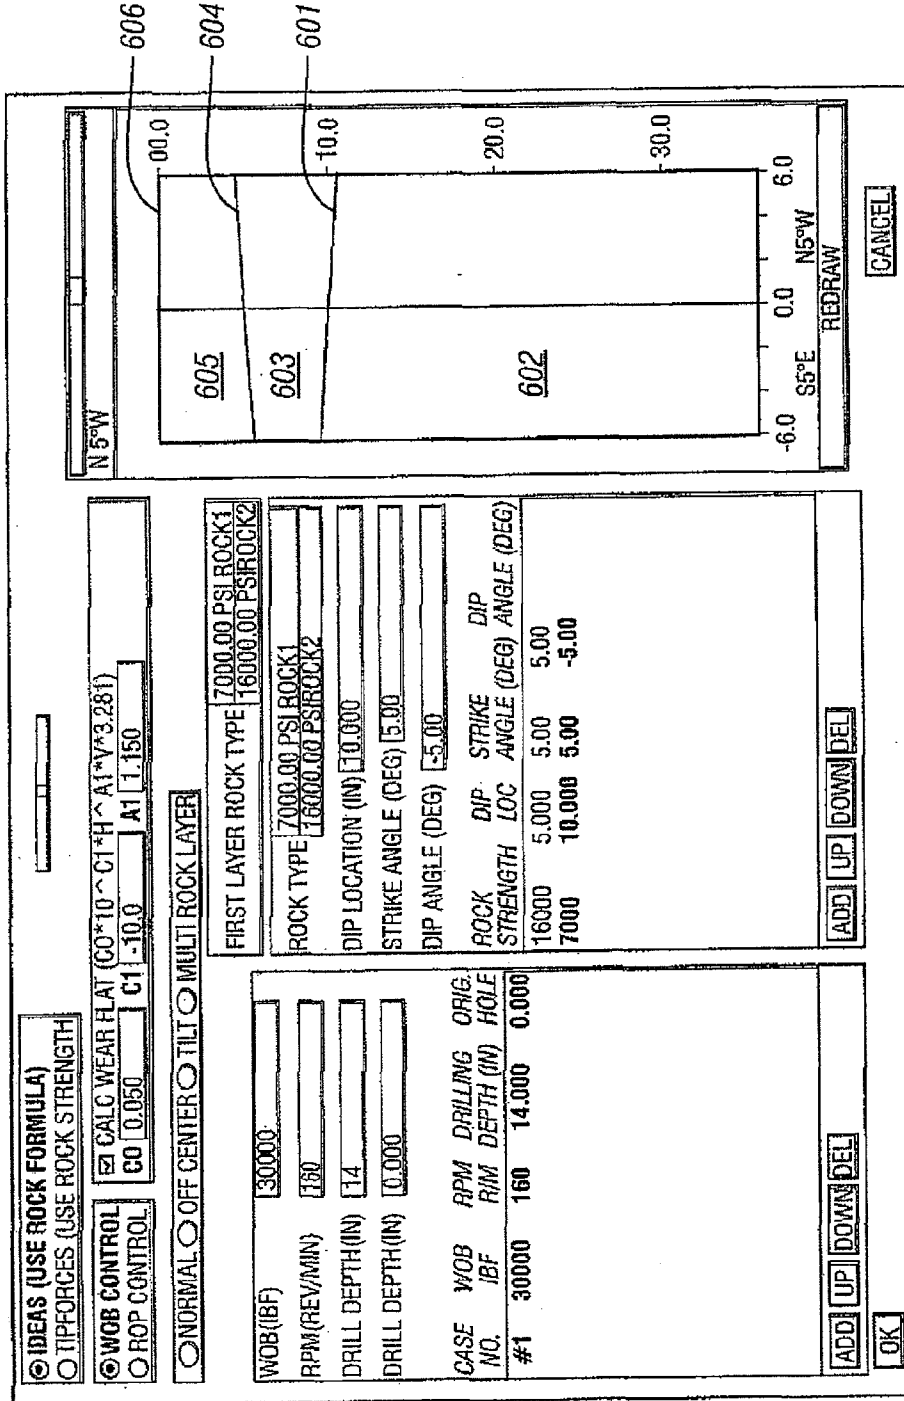 IDEAS (USE ROCK FORMULA)
TIPFORCES (USE ROCK STRENGTH
WOB CONTROL
ROP CONTROL
CALC WEAR FLAT (CO*10^C1*H^A1*V*3.281)
CO 0.050 C1 -10.0 A1 1.150
NORMAL OFF CENTER TILT MULTI ROCK LAYER
WOB(IBF) 30000
RPM(REV/MIN) 160
DRILL DEPTH(IN) 14
DRILL DEPTH(IN) 0.000
CASE WOB RPM DRILLING ORIG.
NO. IBF RIM DEPTH (IN) HOLE
#1 30000 160 14.000 0.000
ADD UP DOWN DEL
OK
FIRST LAYER ROCK TYPE 7000.00 PSI ROCK1
16000.00 PSIROCK2
ROCK TYPE 7000.00 PSI ROCK1
16000.00 PSIROCK2
DIP LOCATION (IN) 10.000
STRIKE ANGLE (DEG) 5.00
DIP ANGLE (DEG) -5.00
ROCK DIP STRIKE DIP
STRENGTH LOC ANGLE (DEG) ANGLE (DEG)
16000 5.000 5.00 5.00
7000 10.000 5.00 -5.00
ADD UP DOWN DEL
N 5°W
00.0
10.0
20.0
30.0
605
603
602
-6.0 0.0 6.0
S5°E N5°W
REDRAW
CANCEL
606
604
601